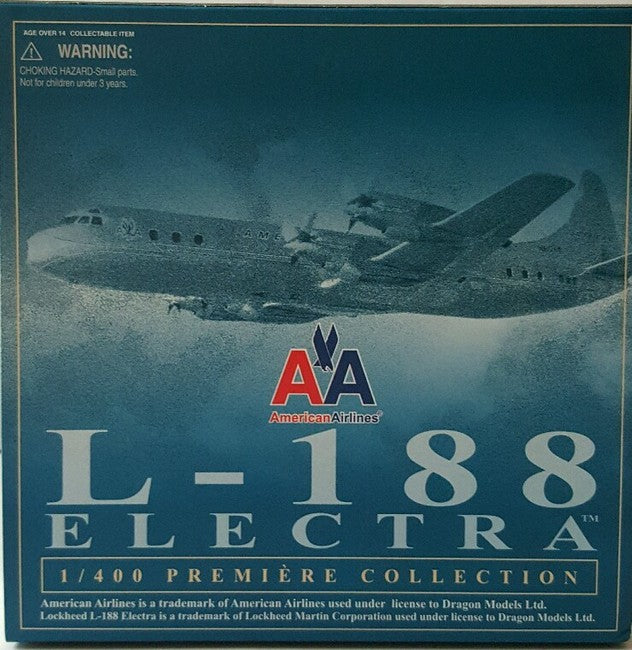 AGE OVER 14 COLLECTABLE ITEM
WARNING:
CHOKING HAZARD-Small parts.
Not for children under 3 years.
AM
AA
AmericanAirlines®
L-188
ELECTRA™
1/400 PREMIÈRE COLLECTION
American Airlines is a trademark of American Airlines used under license to Dragon Models Ltd.
Lockheed L-188 Electra is a trademark of Lockheed Martin Corporation used under license to Dragon Models Ltd.